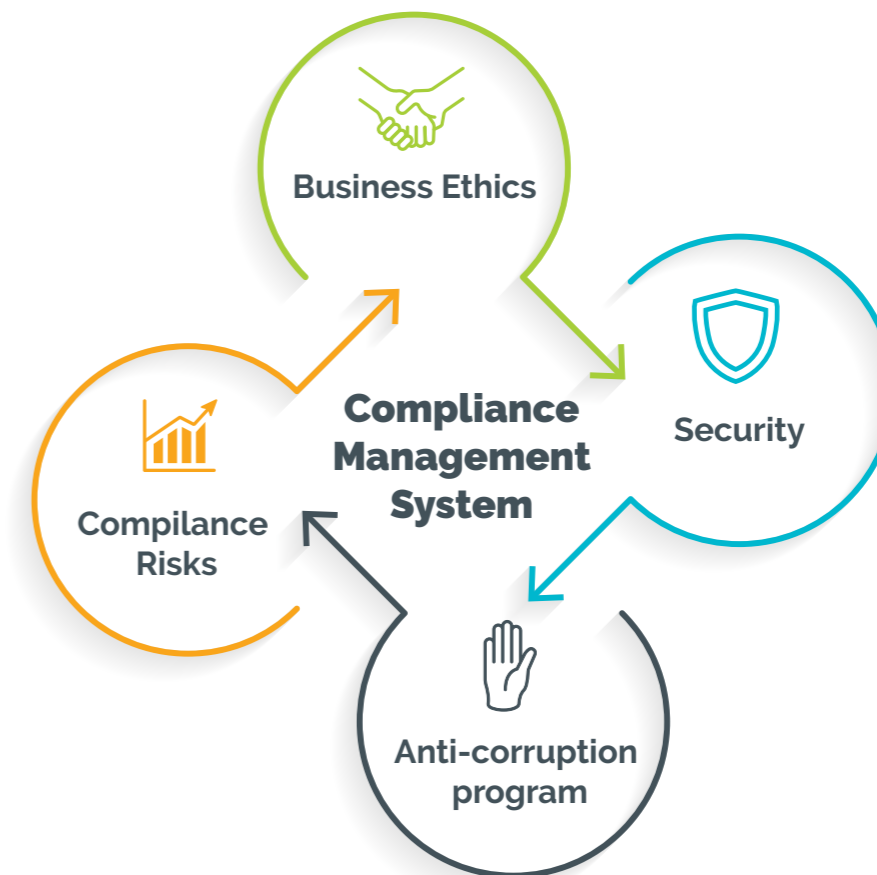 Business Ethics
Security
Compliance
Management
System
Compilance
Risks
Anti-corruption
program